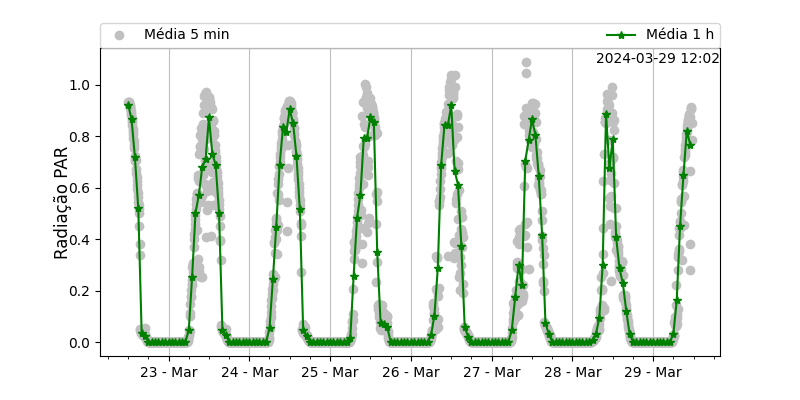 Média 5 min
Média 1 h
2024-03-29 12:02
Radiação PAR
1.0
0.8
0.6
0.4
0.2
0.0
23 - Mar
24 - Mar
25 - Mar
26 - Mar
27 - Mar
28 - Mar
29 - Mar